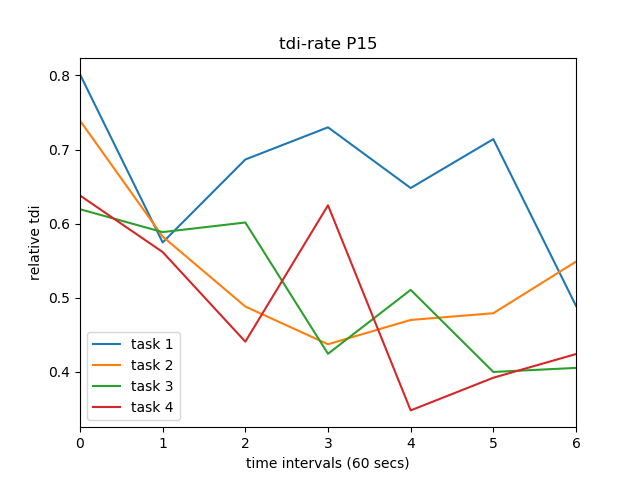 tdi-rate P15
relative tdi
0.8
0.7
0.6
0.5
0.4
task 1
task 2
task 3
task 4
0 1 2 3 4 5 6
time intervals (60 secs)